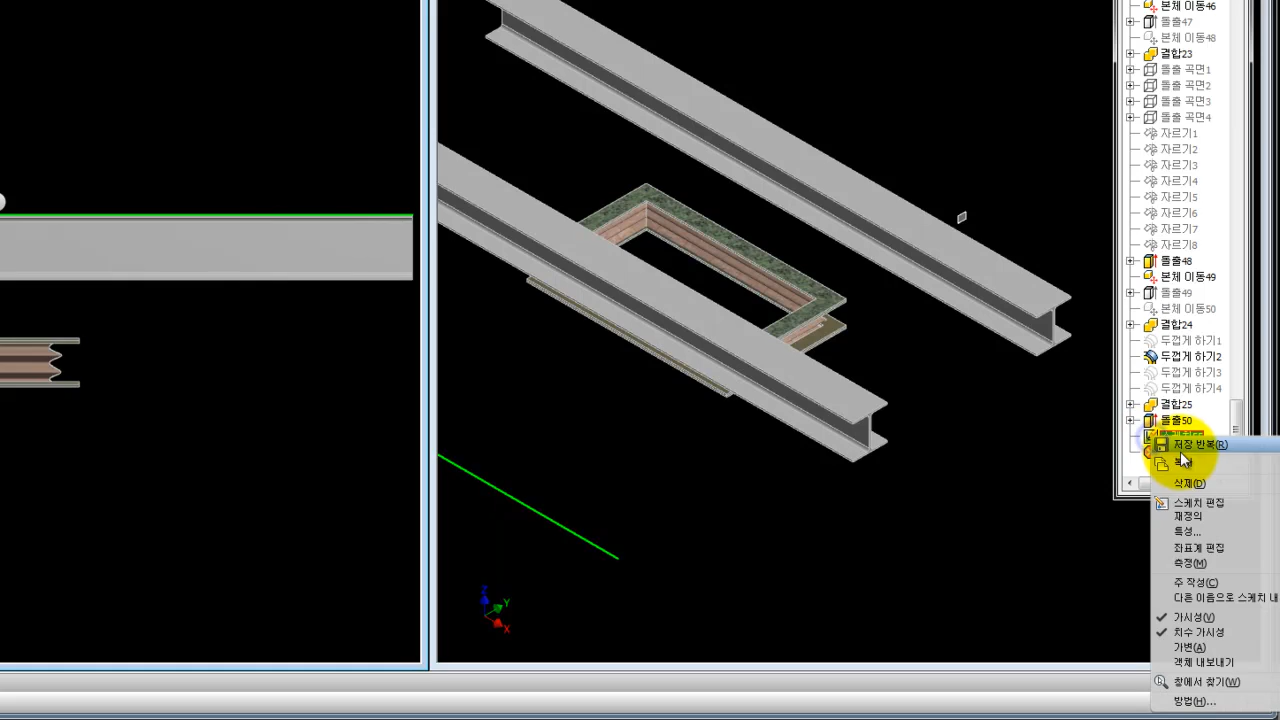 본체 이동46
돌출47
본체 이동48
결합23
돌출 곡면1
돌출 곡면2
돌출 곡면3
돌출 곡면4
자르기1
자르기2
자르기3
자르기4
자르기5
자르기6
자르기7
자르기8
돌출48
본체 이동49
돌출49
본체 이동50
결합24
두껍게 하기1
두껍게 하기2
두껍게 하기3
두껍게 하기4
결합25
돌출50
저장 반복(R)
삭제(D)
스케치 편집
재정의
특성...
좌표계 편집
측정(M)
주 작성(C)
다른 이름으로 스케치 내
가시성(V)
치수 가시성
가변(A)
객체 내보내기
창에서 찾기(W)
방법(H)...
Z
Y
X